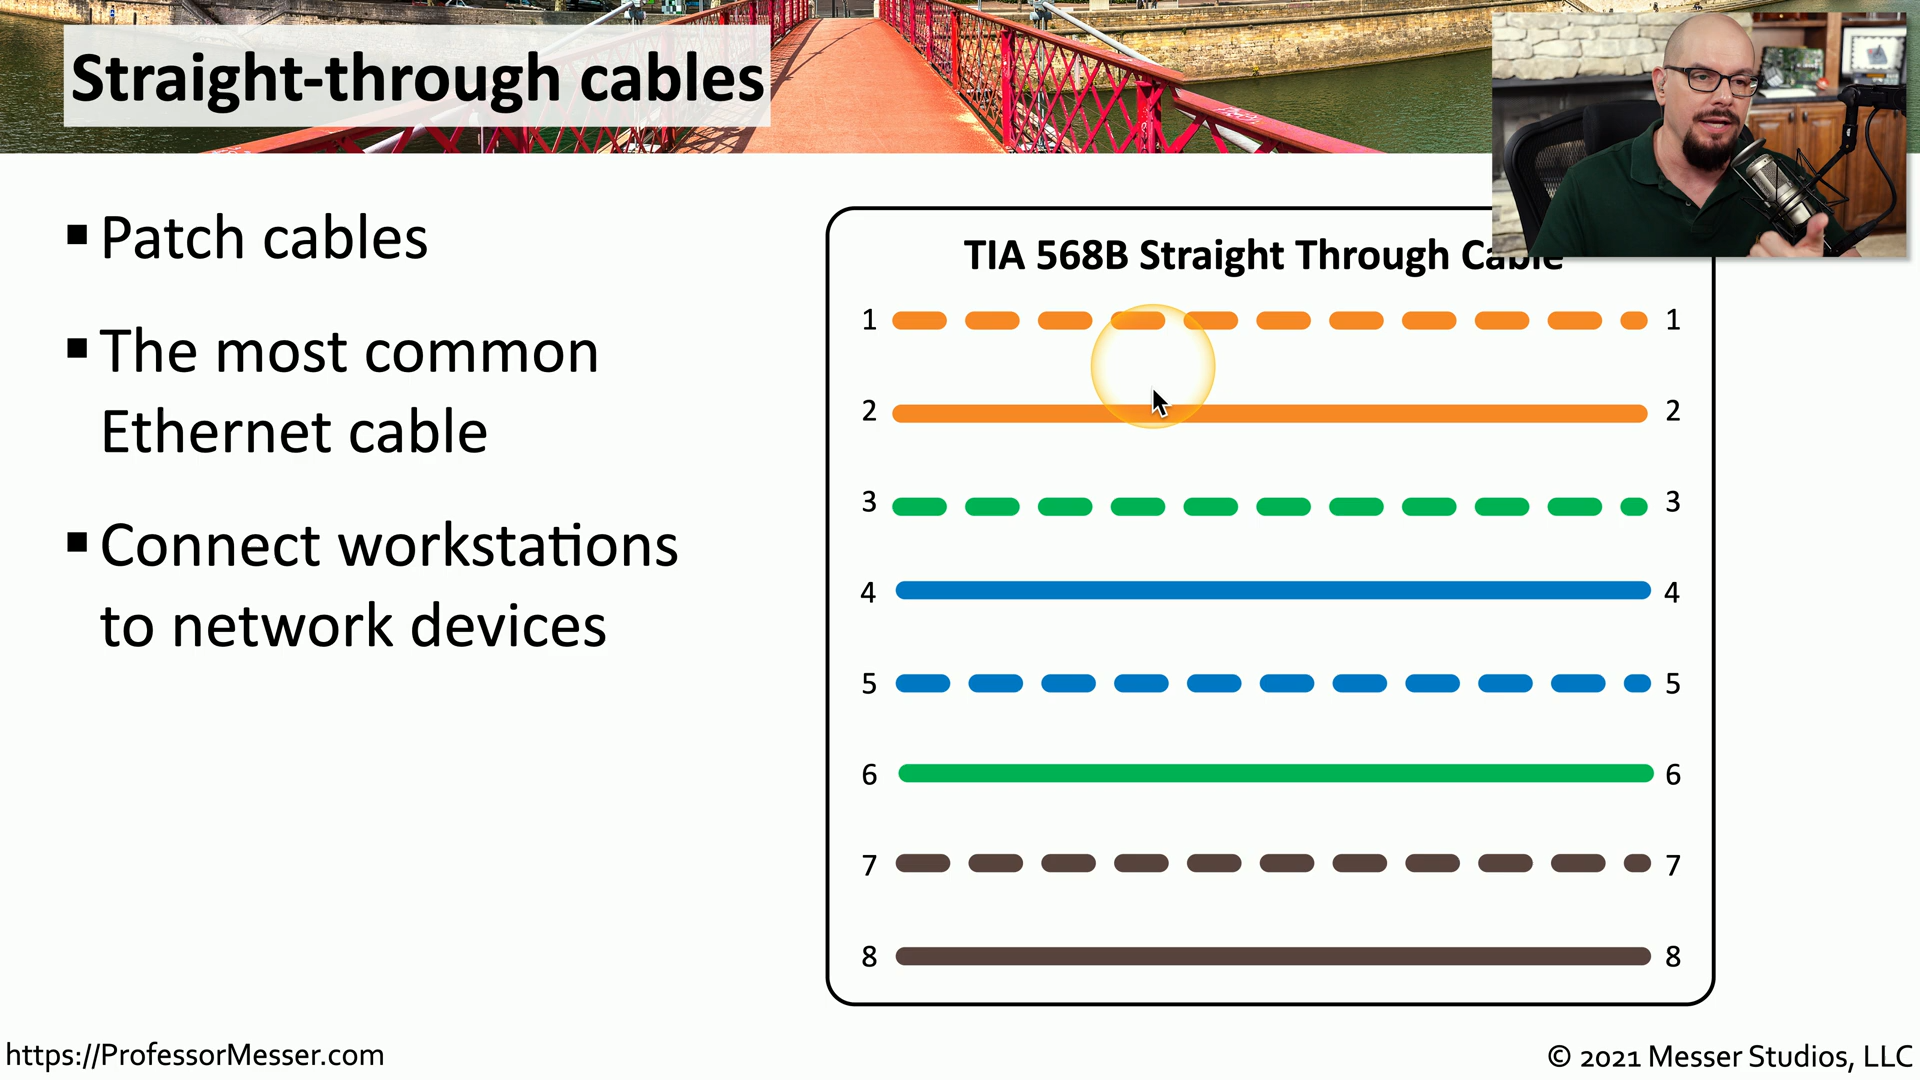 Straight-through cables
▪ Patch cables
▪ The most common
Ethernet cable
▪ Connect workstations
to network devices
TIA 568B Straight Through Cable
1 1
2 2
3 3
4 4
5 5
6 6
7 7
8 8
https://ProfessorMesser.com
© 2021 Messer Studios, LLC